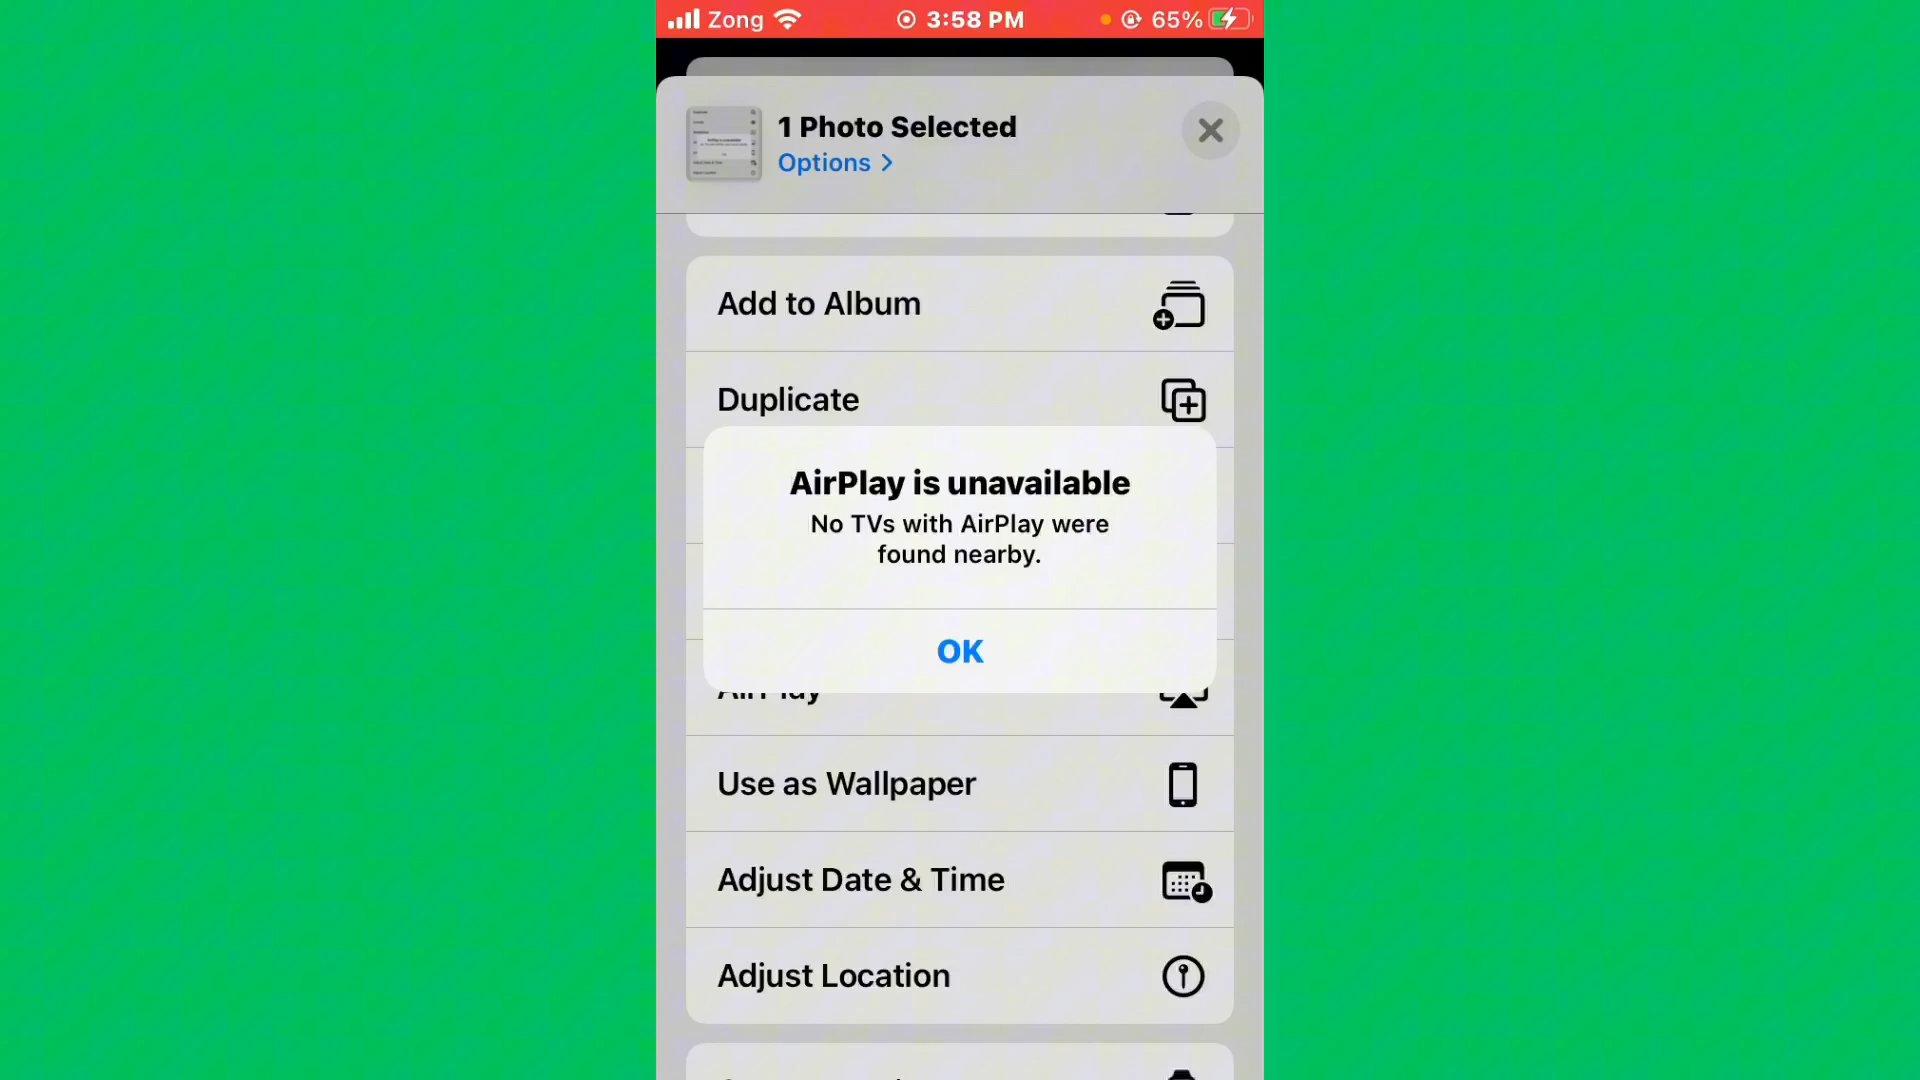 Zong 3:58 PM 65%
1 Photo Selected
Options >
Add to Album
Duplicate
AirPlay is unavailable
No TVs with AirPlay were
found nearby.
OK
AirPlay
Use as Wallpaper
Adjust Date & Time
Adjust Location